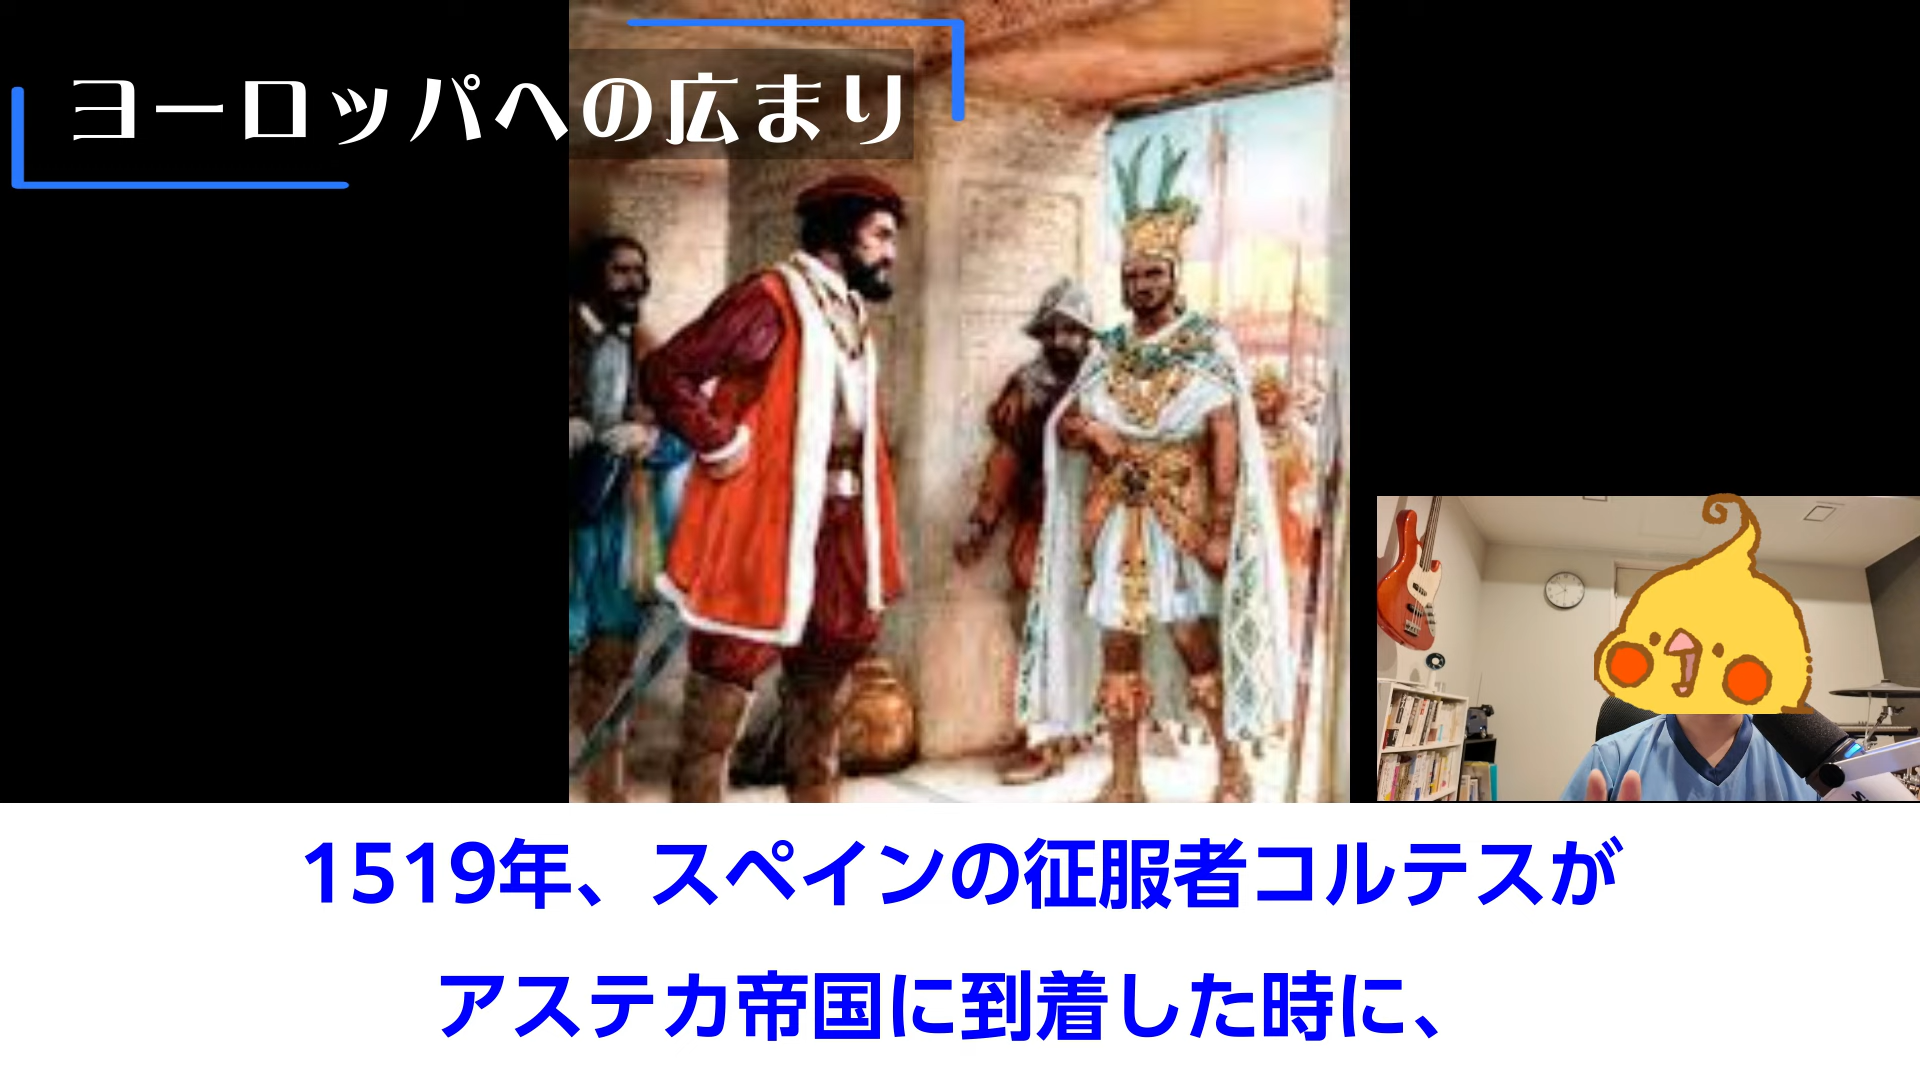 ヨーロッパへの広まり
1519年、スペインの征服者コルテスが
アステカ帝国に到着した時に、